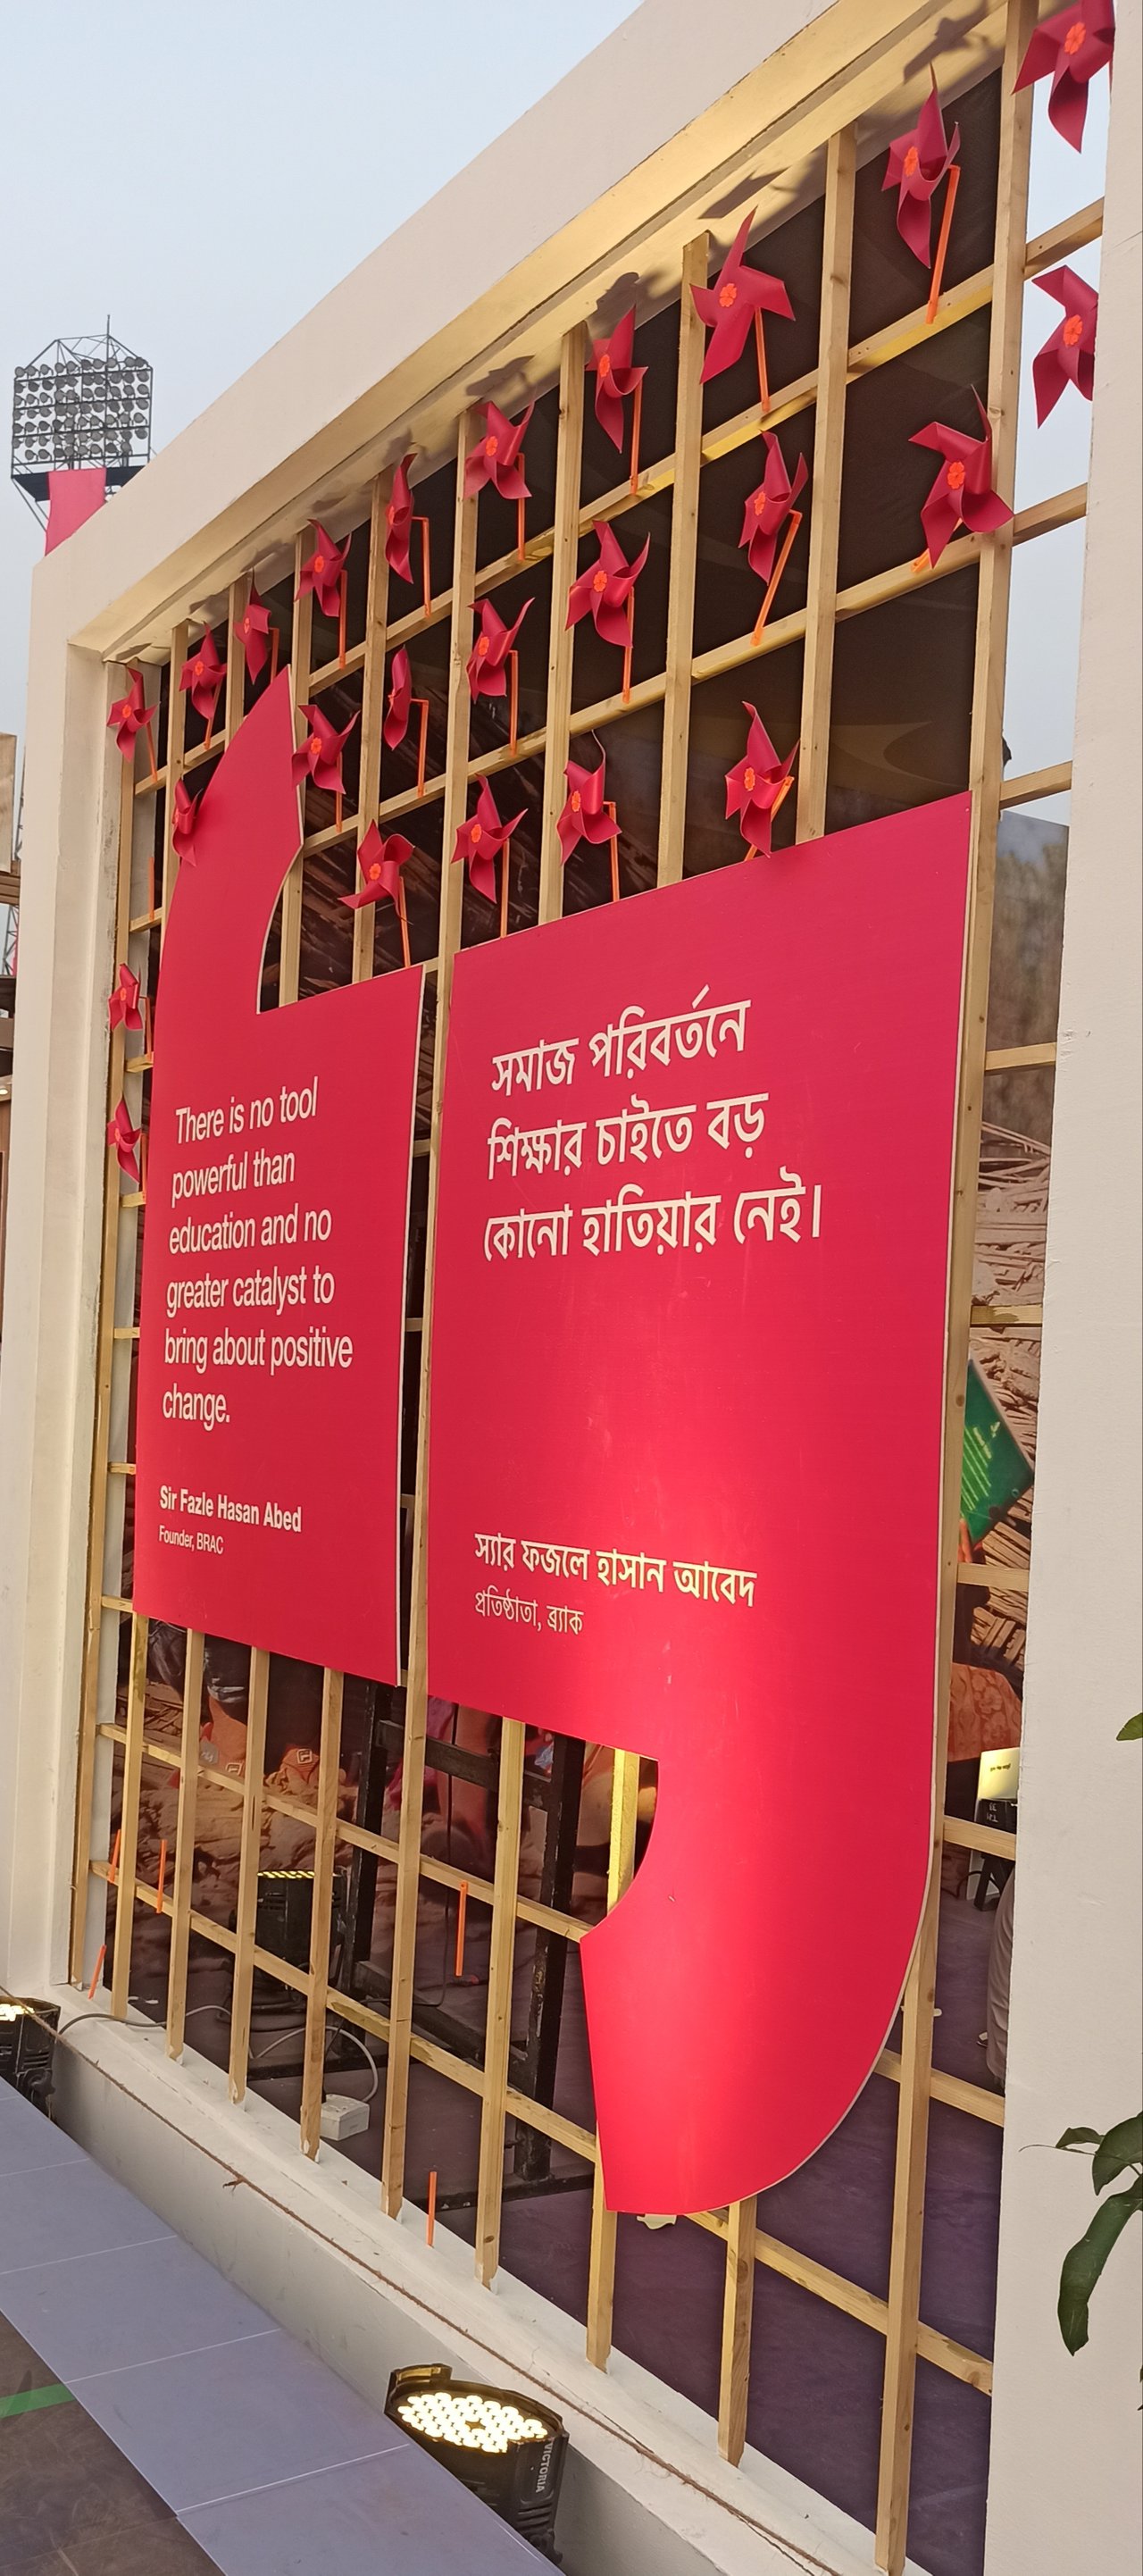 There is no tool
powerful than
education and no
greater catalyst to
bring about positive
change.
Sir Fazle Hasan Abed
Founder, BRAC
সমাজ পরিবর্তনে
শিক্ষার চাইতে বড়
কোনো হাতিয়ার নেই।
স্যার ফজলে হাসান আবেদ
প্রতিষ্ঠাতা, ব্র্যাক
VICTORIA